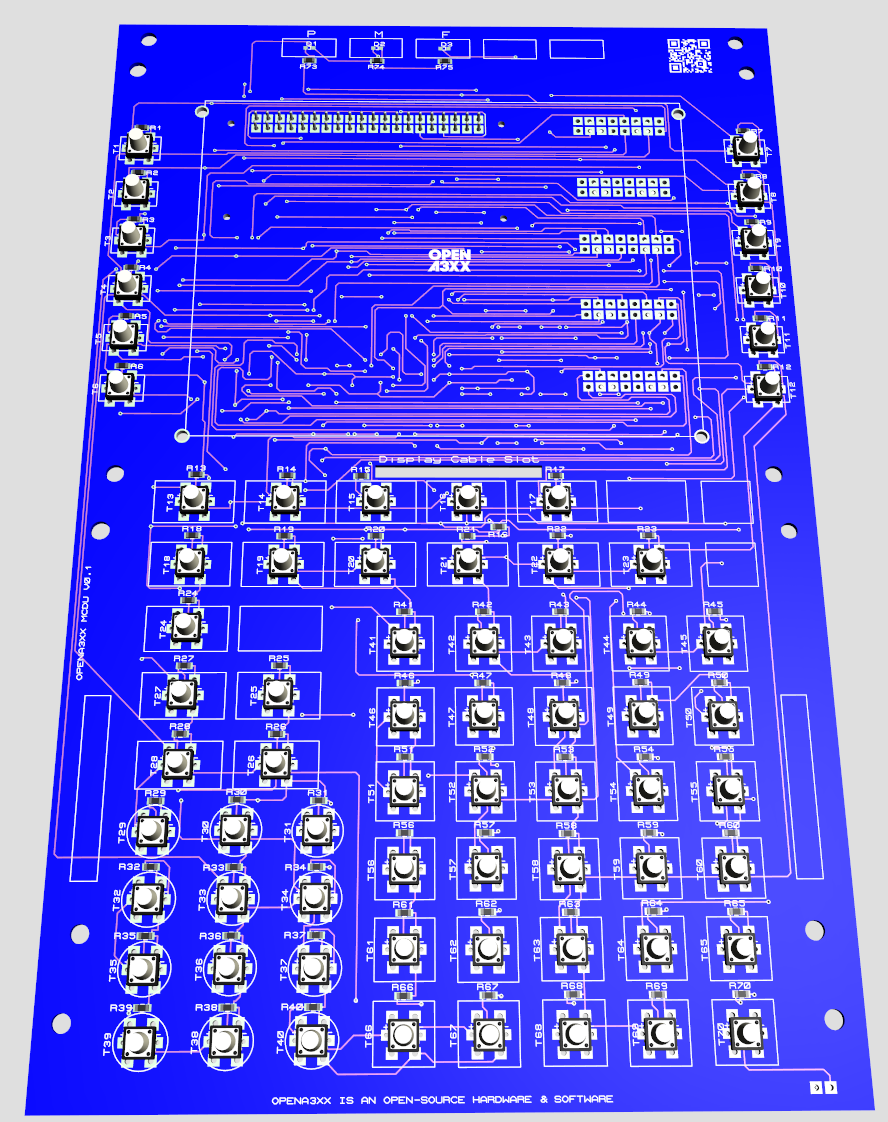 P M F
D1 D2 D3
R73 R74 R75
R1
T1
R2
T2
R3
T3
R4
T4
R5
T5
R6
T6
R7
T7
R8
T8
R9
T9
R10
T10
R11
T11
R12
T12
OPEN
A3XX
Display Cable Slot
R13 R14 R15 R17
T13 T14 T15 T16 T17
R16
R18 R19 R20 R21 R22 R23
T18 T19 T20 T21 T22 T23
OPENA3XX MCDU V0.1
R24
T24
R41 R42 R43 R44 R45
T41 T42 T43 T44 T45
R27 R25
T27 T25
R46 R47 R48 R49 R50
T46 T47 T48 T49 T50
R28 R26
T28 T26
R51 R52 R53 R54 R55
T51 T52 T53 T54 T55
R29 R30 R31
T29 T30 T31
R56 R57 R58 R59 R60
T56 T57 T58 T59 T60
R32 R33 R34
T32 T33 T34
R61 R62 R63 R64 R65
T61 T62 T63 T64 T65
R35 R36 R37
T35 T36 T37
R66 R67 R68 R69 R70
T66 T67 T68 T69 T70
R39 R38 R40
T39 T38 T40
OPENA3XX IS AN OPEN-SOURCE HARDWARE & SOFTWARE